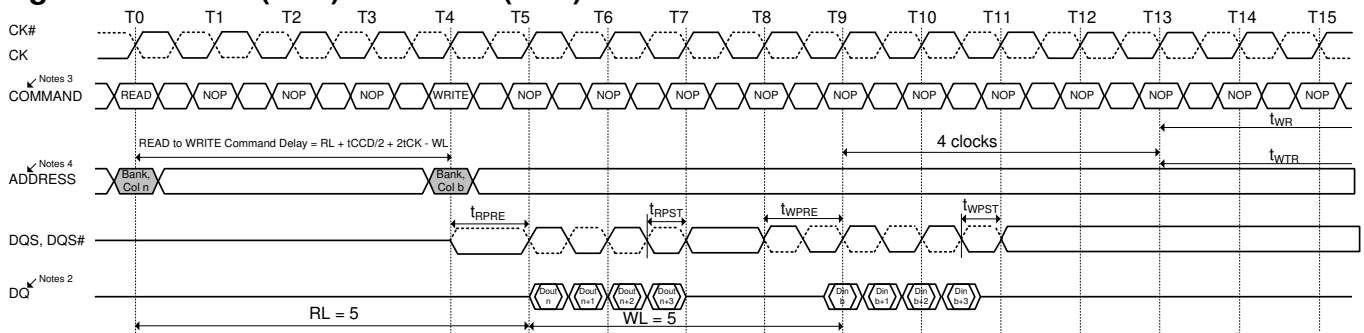 T0 T1 T2 T3 T4 T5 T6 T7 T8 T9 T10 T11 T12 T13 T14 T15
CK#
CK
Notes 3
COMMAND READ NOP NOP NOP WRITE NOP NOP NOP NOP NOP NOP NOP NOP NOP NOP NOP
tWR
READ to WRITE Command Delay = RL + tCCD/2 + 2tCK - WL
4 clocks
tWTR
Notes 4
ADDRESS
Bank, Col n
Bank, Col b
tRPRE tRPST tWPRE tWPST
DQS, DQS#
Notes 2
DQ
Dout n Dout n+1 Dout n+2 Dout n+3 Din b Din b+1 Din b+2 Din b+3
RL = 5 WL = 5